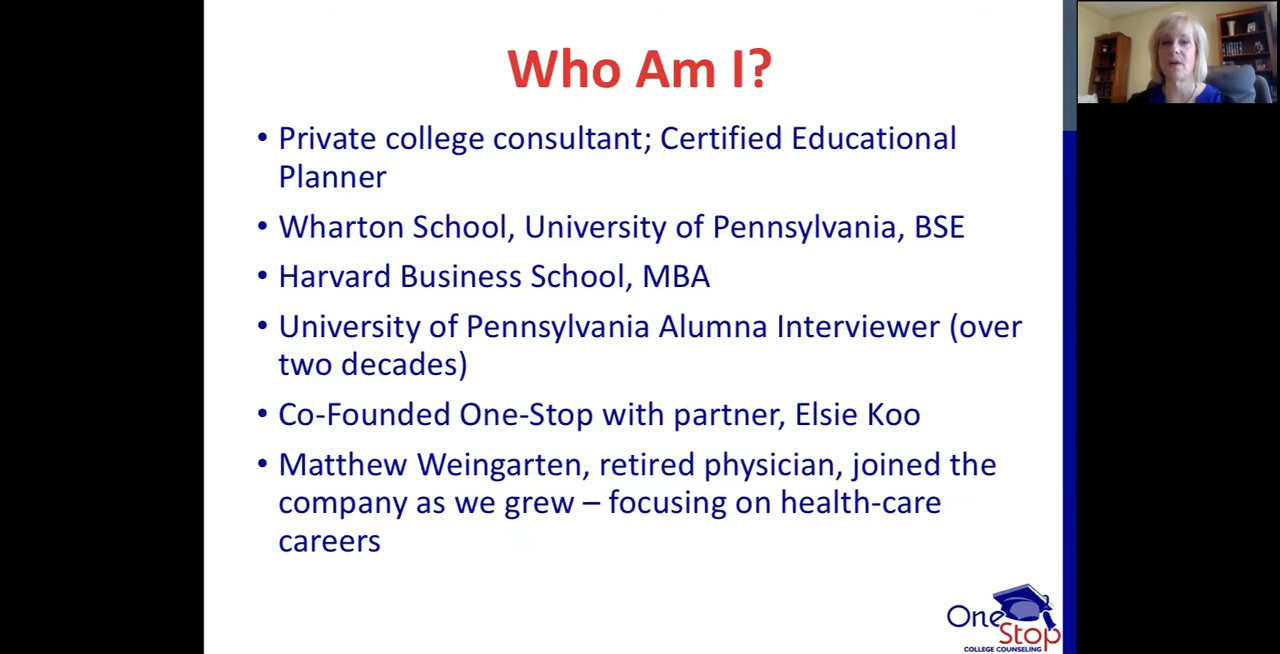 Who Am I?
• Private college consultant; Certified Educational
Planner
• Wharton School, University of Pennsylvania, BSE
• Harvard Business School, MBA
• University of Pennsylvania Alumna Interviewer (over
two decades)
• Co-Founded One-Stop with partner, Elsie Koo
• Matthew Weingarten, retired physician, joined the
company as we grew – focusing on health-care
careers
One
Stop
COLLEGE COUNSELING